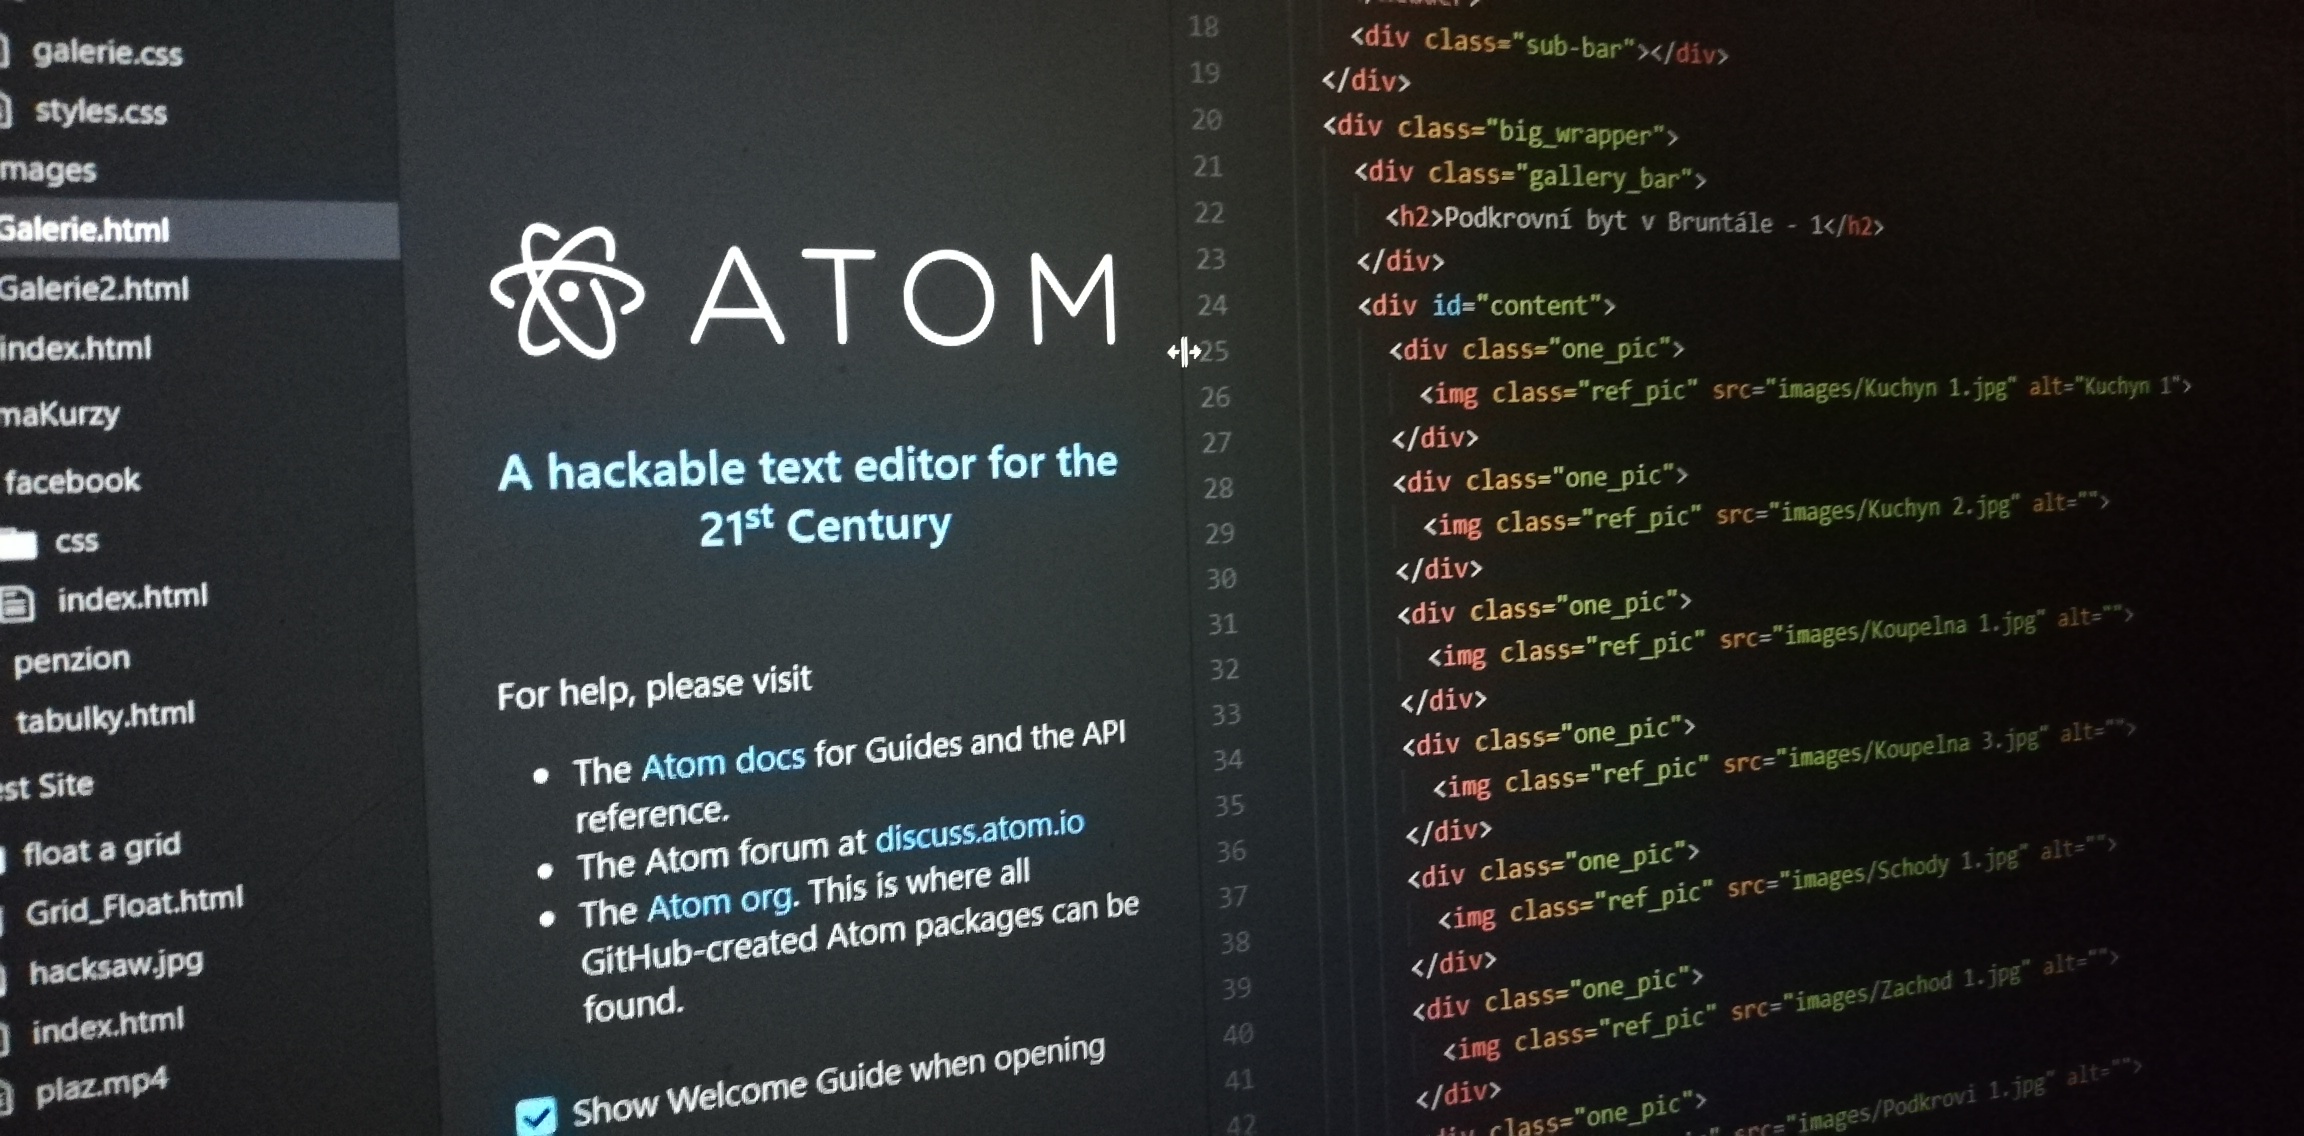 galerie.css
styles.css
mages
Galerie.html
Galerie2.html
index.html
maKurzy
facebook
css
index.html
penzion
tabulky.html
st Site
float a grid
Grid_Float.html
hacksaw.jpg
index.html
plaz.mp4
ATOM
A hackable text editor for the
21st Century
For help, please visit
The Atom docs for Guides and the API
reference.
The Atom forum at discuss.atom.io
The Atom org. This is where all
GitHub-created Atom packages can be
found.
Show Welcome Guide when opening
18 <div class="sub-bar"></div>
19 </div>
20 <div class="big_wrapper">
21 <div class="gallery_bar">
22 <h2>Podkrovní byt v Bruntále - 1</h2>
23 </div>
24 <div id="content">
25 <div class="one_pic">
26 <img class="ref_pic" src="images/Kuchyn 1.jpg" alt="Kuchyn 1">
27 </div>
28 <div class="one_pic">
29 <img class="ref_pic" src="images/Kuchyn 2.jpg" alt="">
30 </div>
31 <div class="one_pic">
32 <img class="ref_pic" src="images/Koupelna 1.jpg" alt="">
33 </div>
34 <div class="one_pic">
35 <img class="ref_pic" src="images/Koupelna 3.jpg" alt="">
36 </div>
37 <div class="one_pic">
38 <img class="ref_pic" src="images/Schody 1.jpg" alt="">
39 </div>
40 <div class="one_pic">
41 <img class="ref_pic" src="images/Zachod 1.jpg" alt="">
42 </div>
div class="one_pic">
" src="images/Podkrovi 1.jpg" alt="">